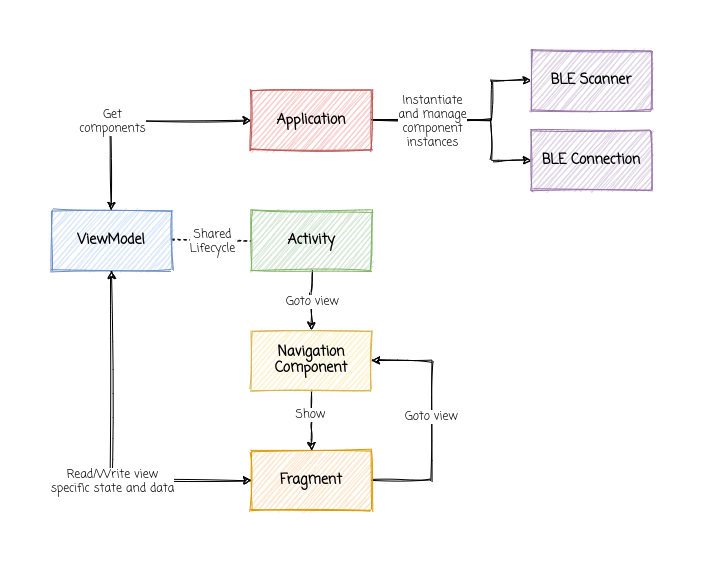 BLE Scanner
Get
components
Application
Instantiate
and manage
component
instances
BLE Connection
ViewModel
Shared
Lifecycle
Activity
Goto view
Navigation
Component
Show
Goto view
Read/Write view
specific state and data
Fragment